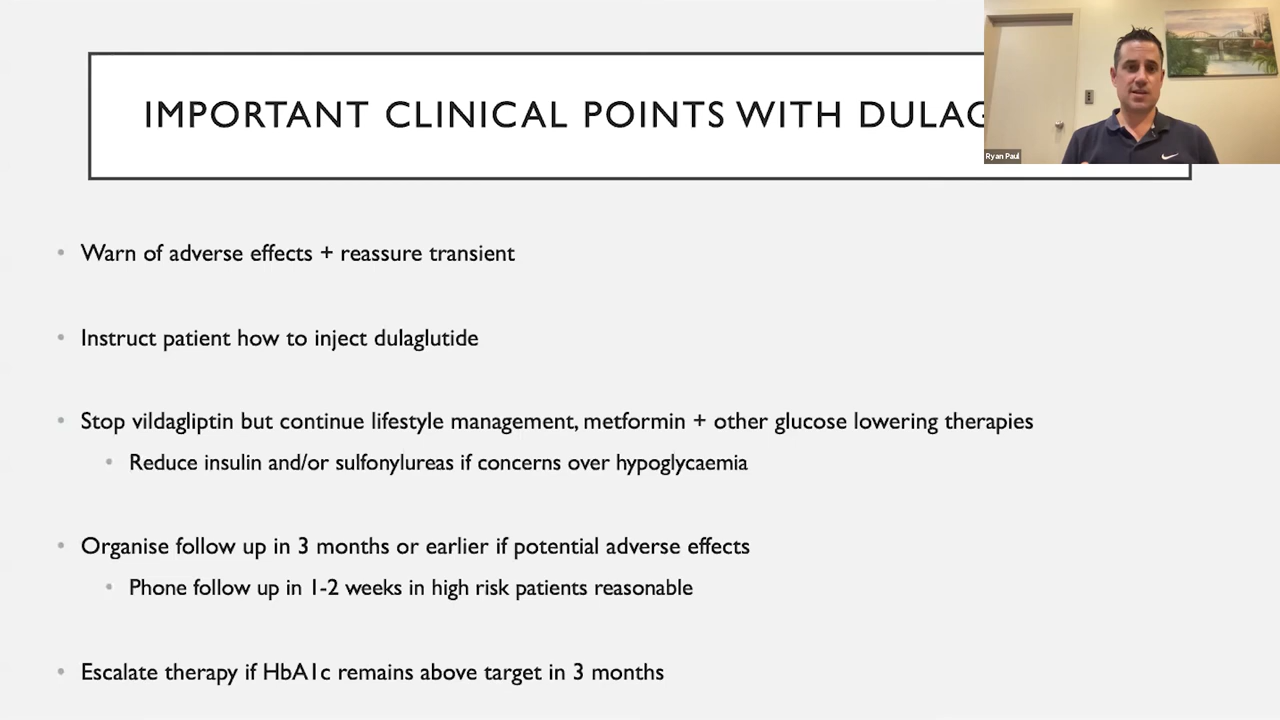 IMPORTANT CLINICAL POINTS WITH
Ryan Paul
• Warn of adverse effects + reassure transient
• Instruct patient how to inject dulaglutide
• Stop vildagliptin but continue lifestyle management, metformin + other glucose lowering therapies
• Reduce insulin and/or sulfonylureas if concerns over hypoglycaemia
• Organise follow up in 3 months or earlier if potential adverse effects
• Phone follow up in 1-2 weeks in high risk patients reasonable
• Escalate therapy if HbA1c remains above target in 3 months